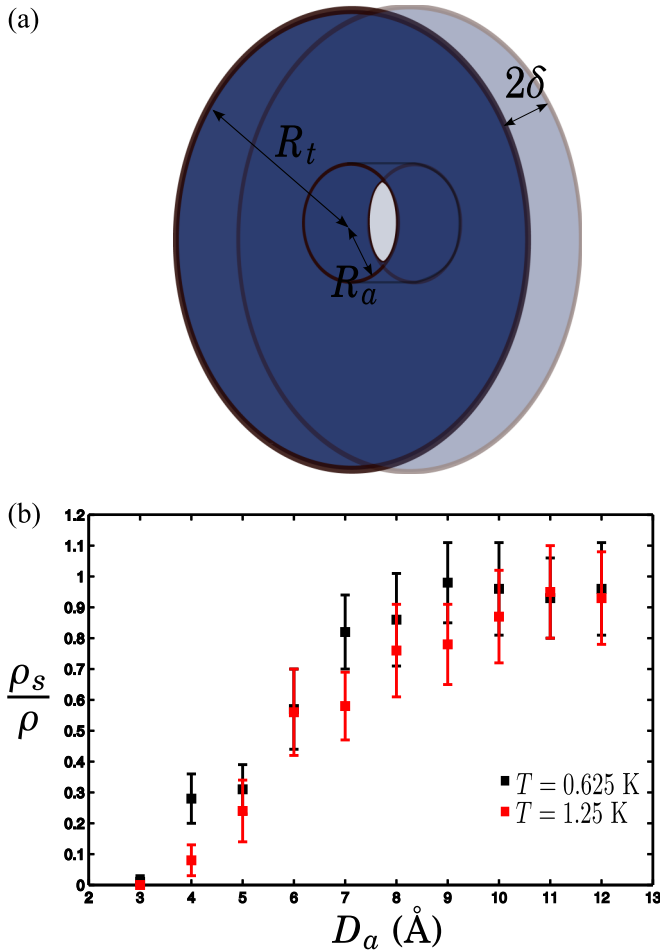 (a)
2δ
R_t
R_a
(b)
1.2
1.1
1
0.9
0.8
0.7
0.6
0.5
0.4
0.3
0.2
0.1
0
ρ_s
ρ
T = 0.625 K
T = 1.25 K
2 3 4 5 6 7 8 9 10 11 12 13
D_a (Å)